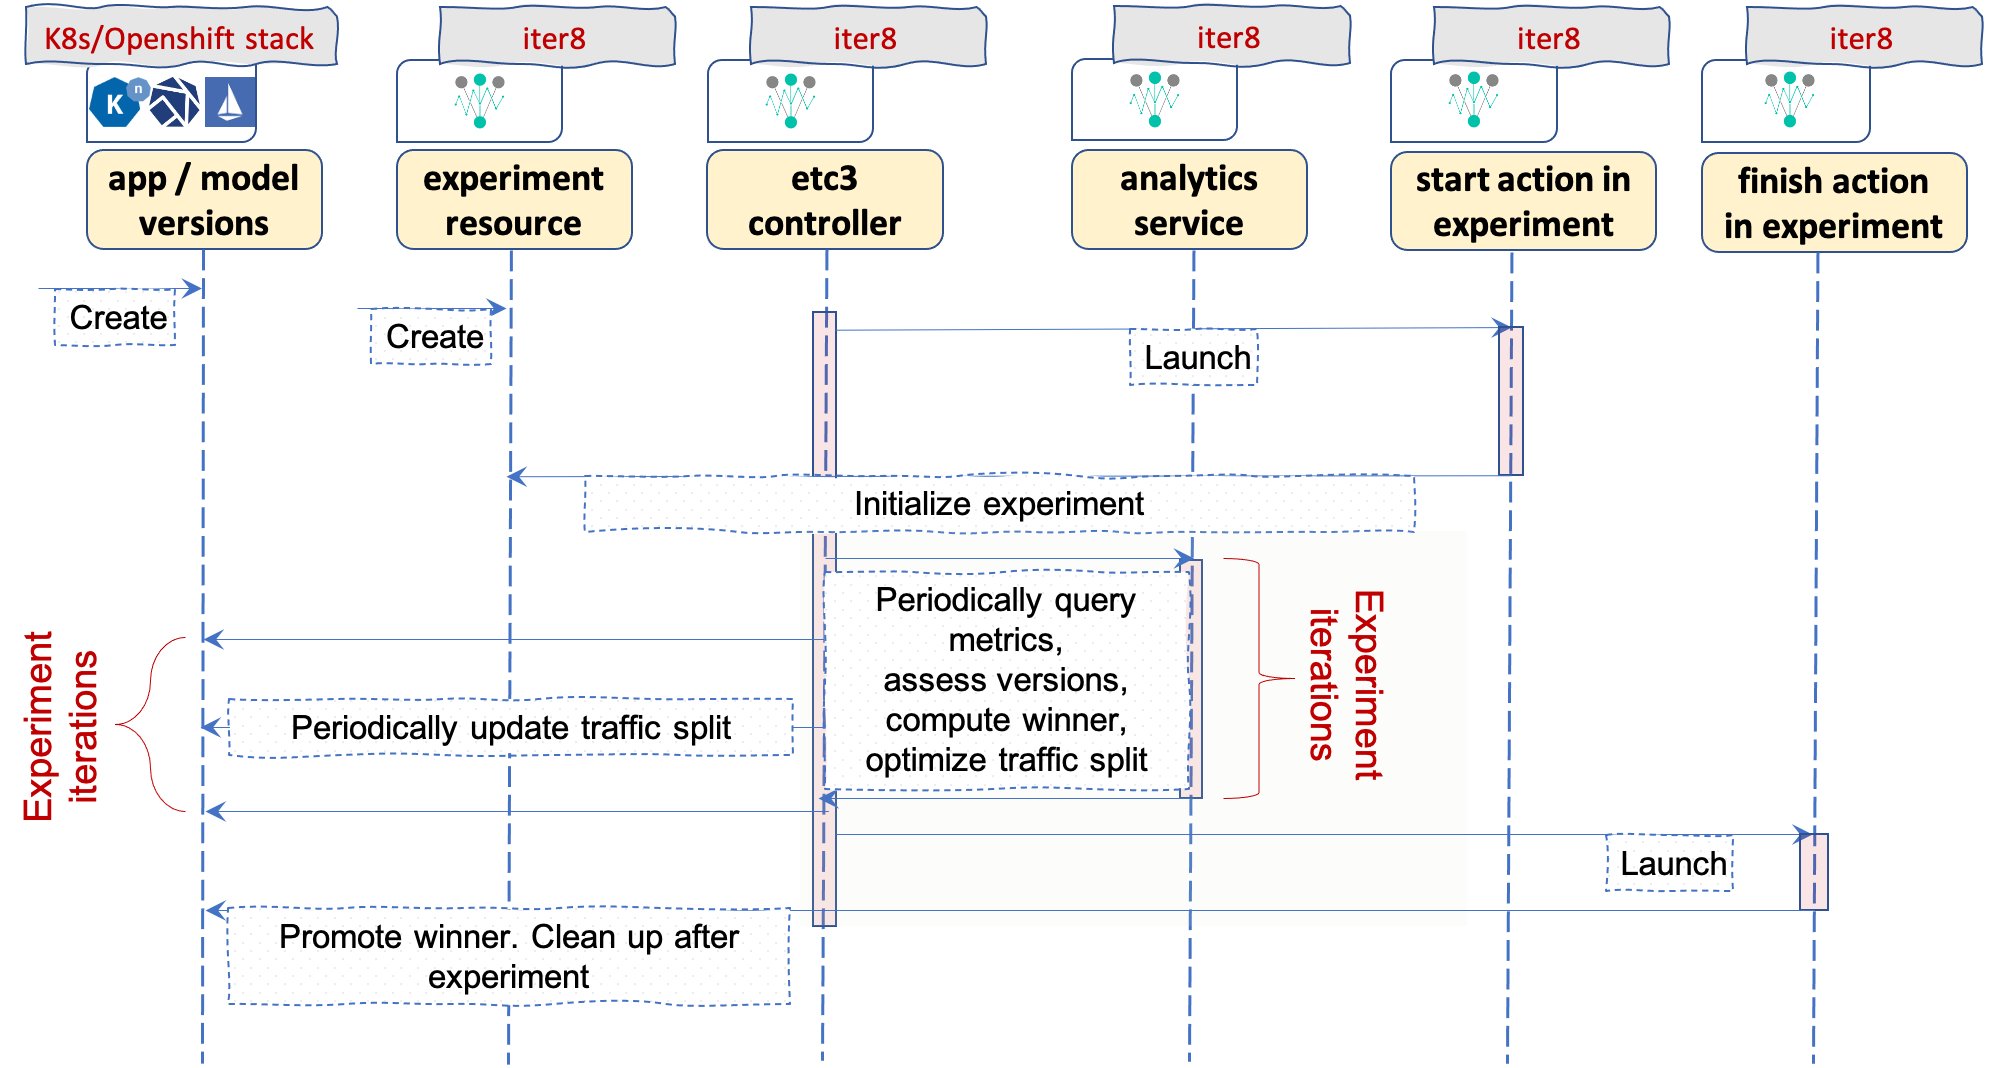 K8s/Openshift stack
iter8
iter8
iter8
iter8
iter8
K
n
app / model
versions
experiment
resource
etc3
controller
analytics
service
start action in
experiment
finish action
in experiment
Create
Create
Launch
Initialize experiment
Periodically query
metrics,
assess versions,
compute winner,
optimize traffic split
Experiment
iterations
Experiment
iterations
Periodically update traffic split
Launch
Promote winner. Clean up after
experiment